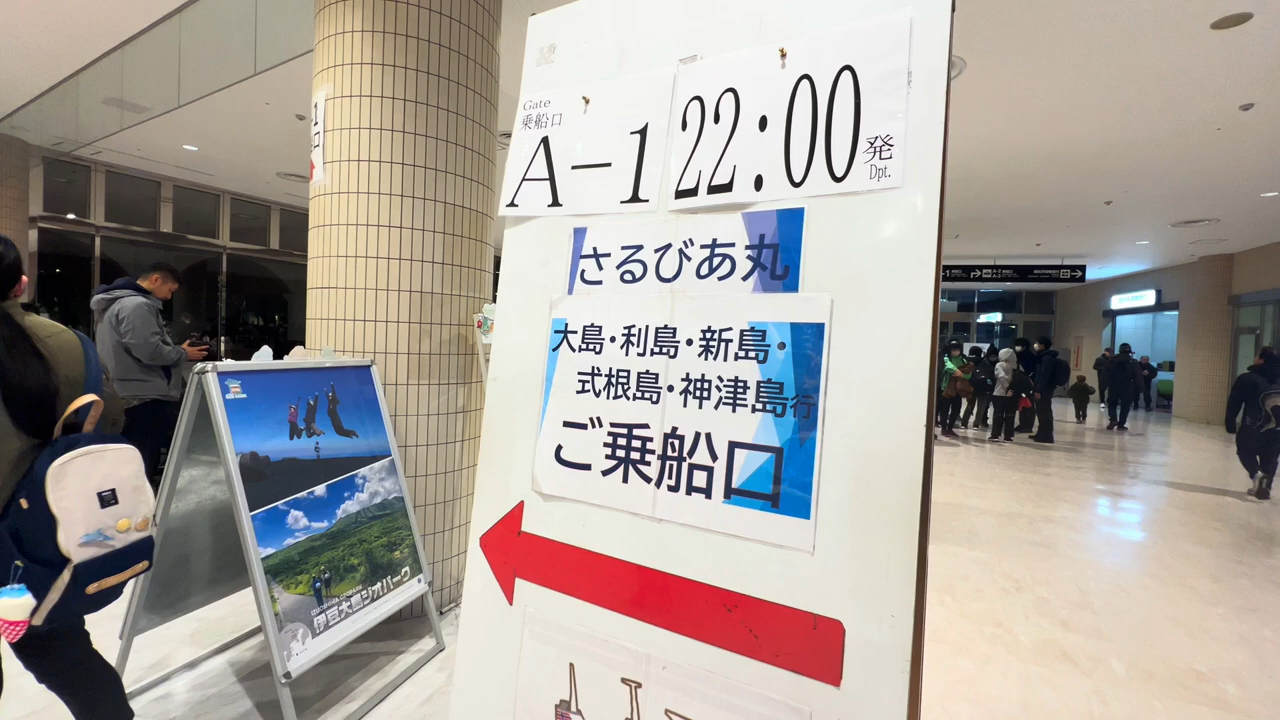 Gate
乗船口
A-1
22:00
発
Dpt.
さるびあ丸
大島・利島・新島・
式根島・神津島行
ご乗船口
伊豆大島ジオパーク